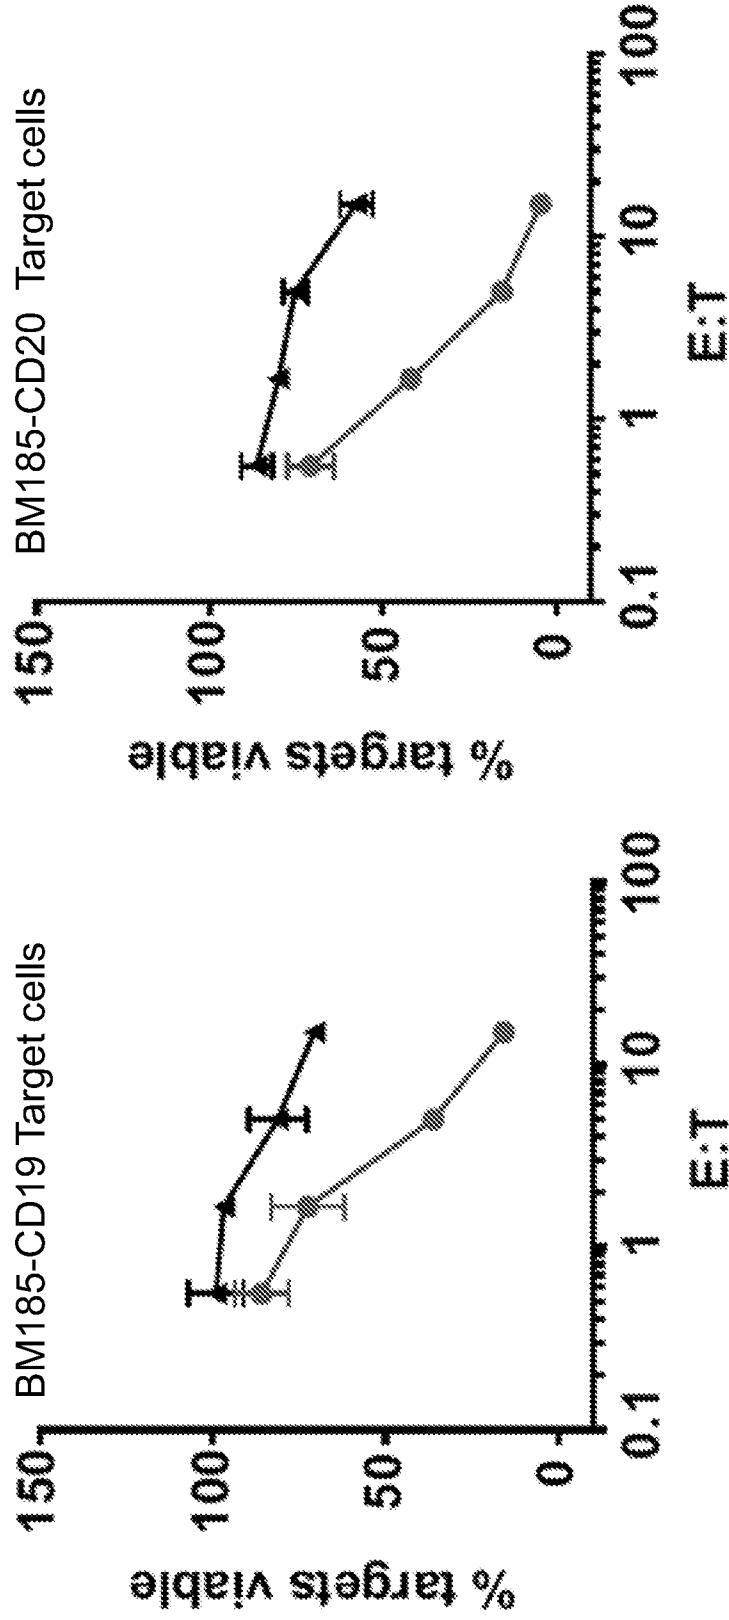 BM185-CD19 Target cells
% targets viable
150
100
50
0
0.1
1
10
100
E:T
BM185-CD20 Target cells
% targets viable
150
100
50
0
0.1
1
10
100
E:T